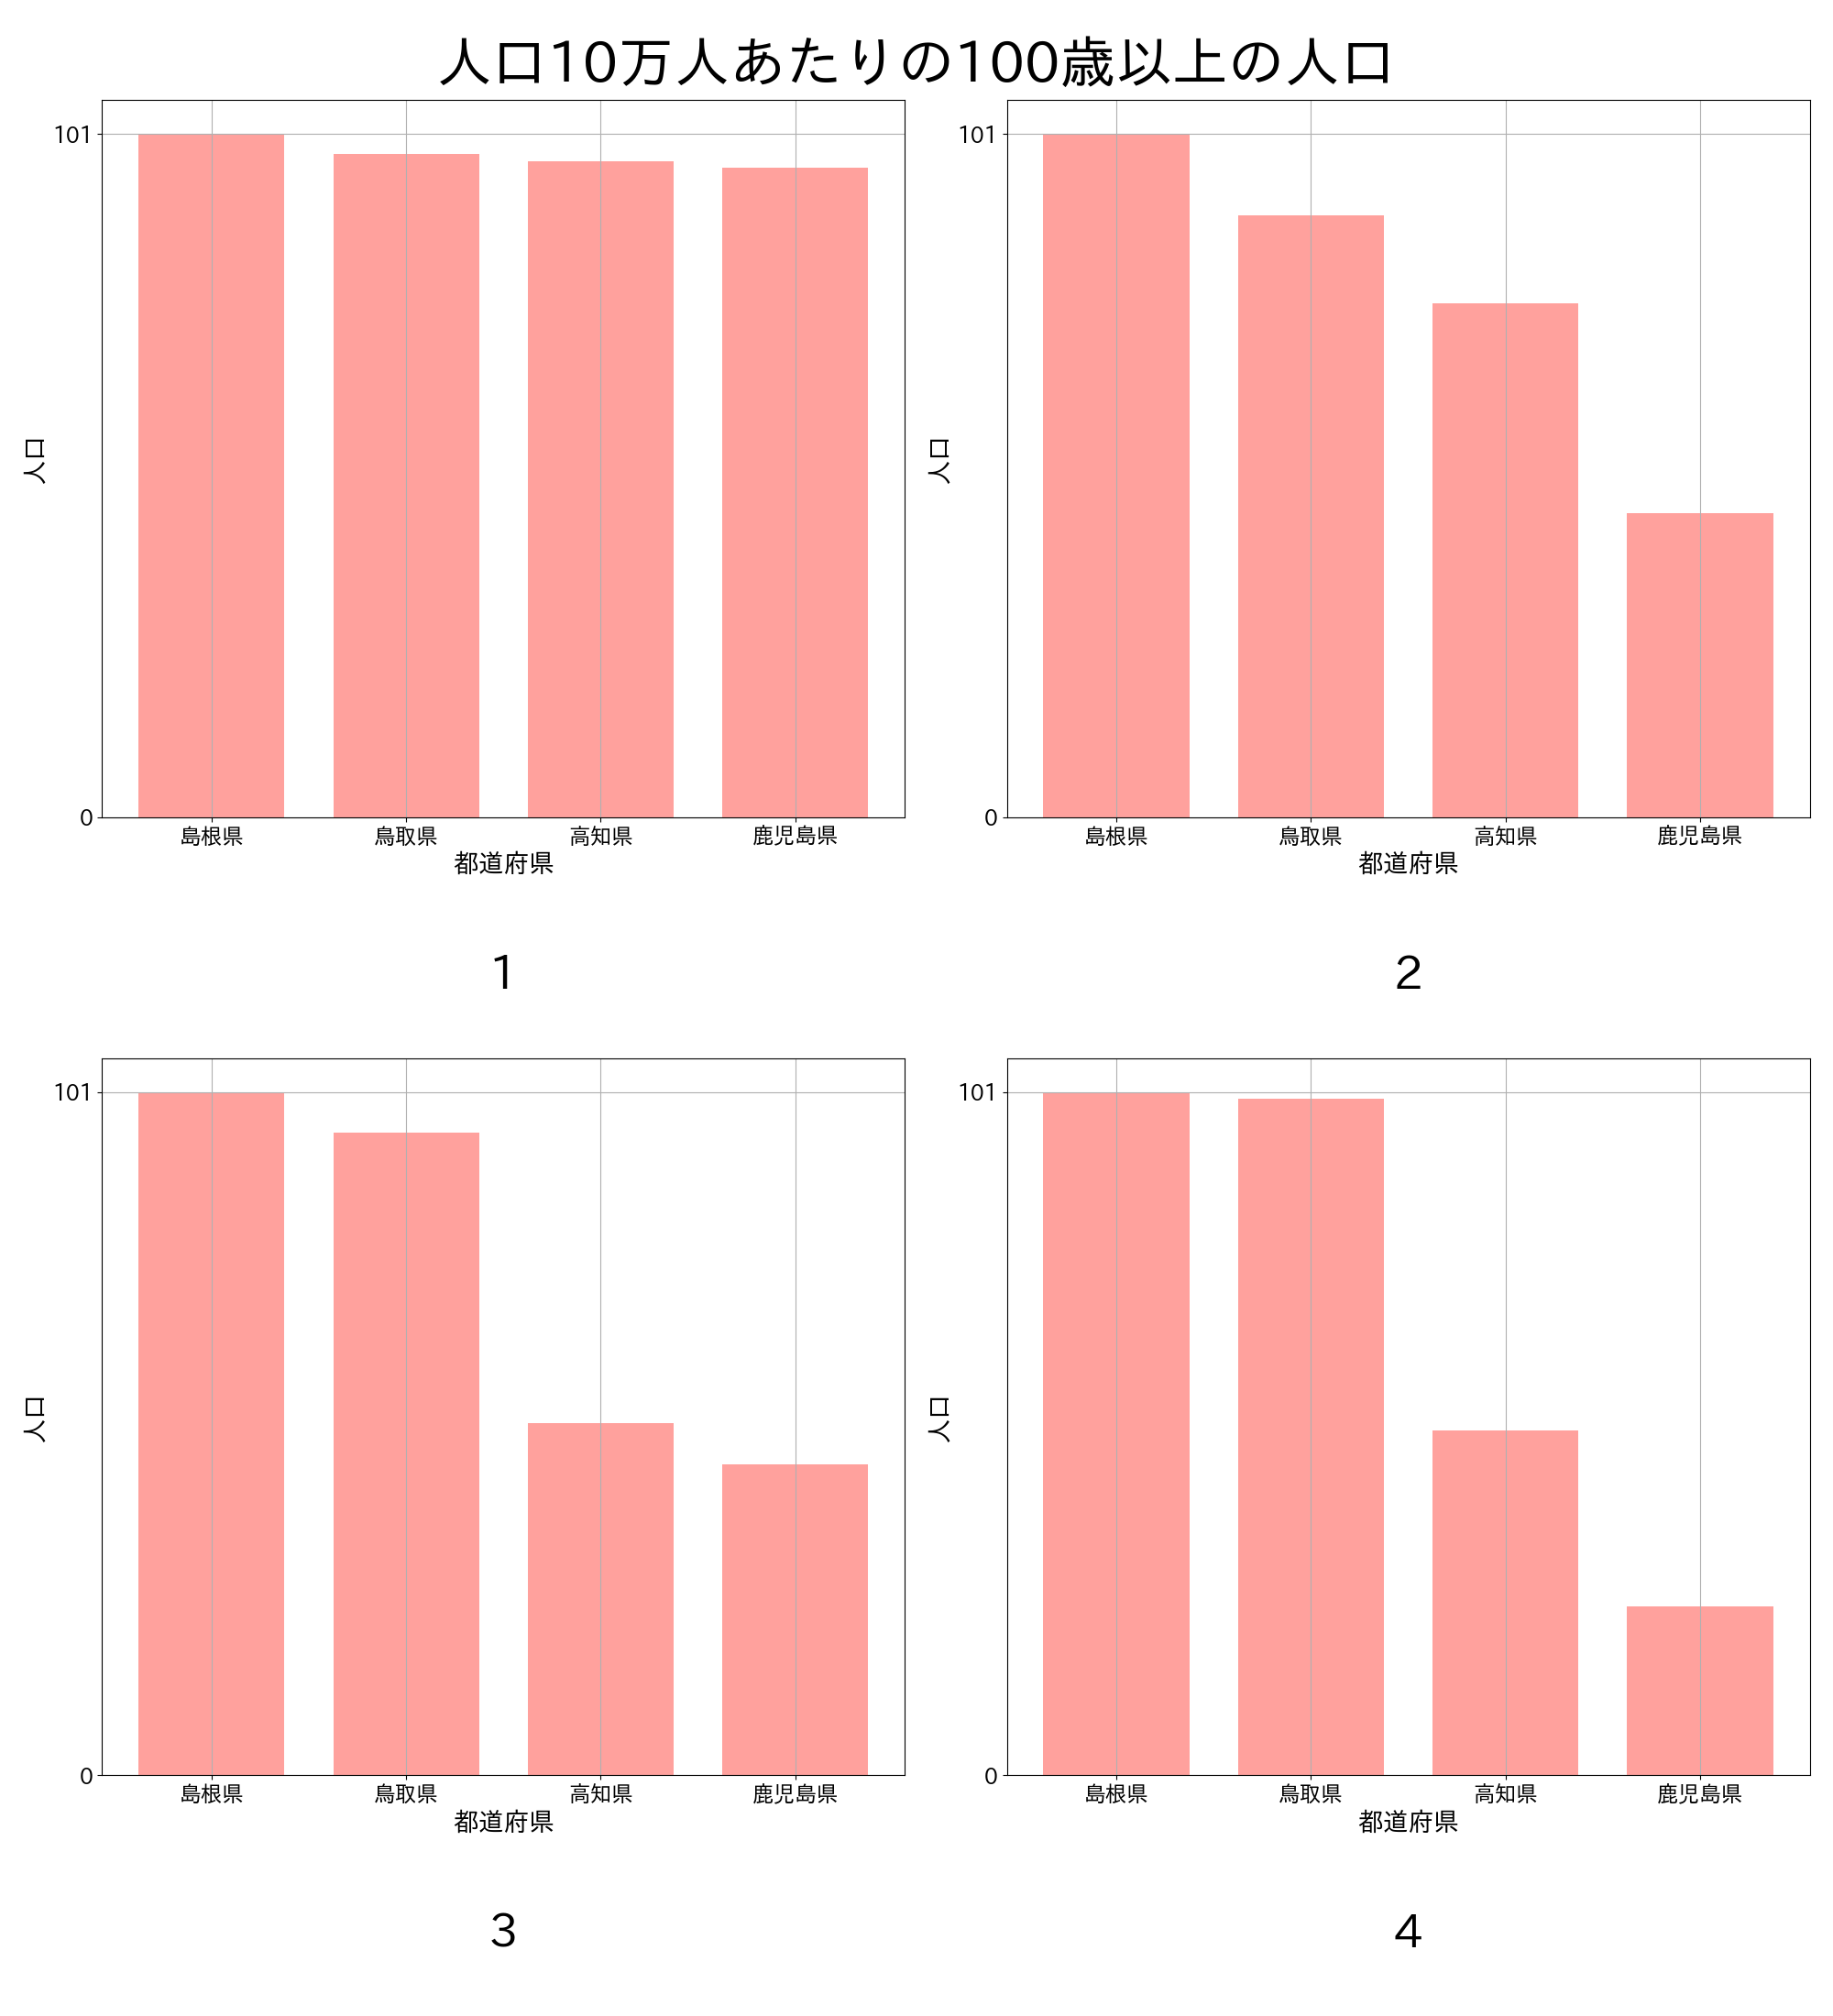 人口10万人あたりの100歳以上の人口
101
0
人口
島根県 鳥取県 高知県 鹿児島県
都道府県
1
101
0
人口
島根県 鳥取県 高知県 鹿児島県
都道府県
2
101
0
人口
島根県 鳥取県 高知県 鹿児島県
都道府県
3
101
0
人口
島根県 鳥取県 高知県 鹿児島県
都道府県
4